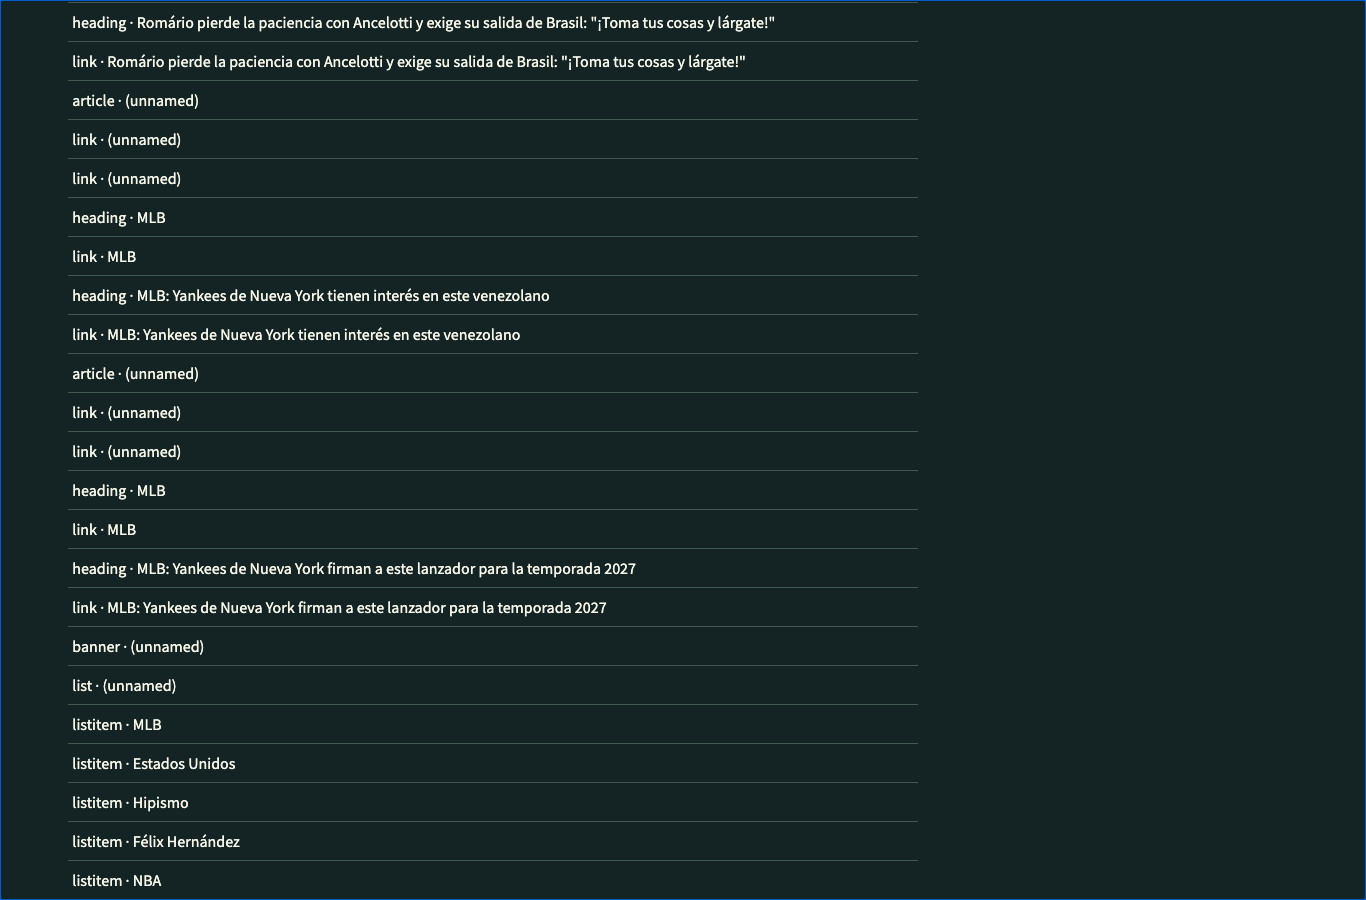 heading · Romário pierde la paciencia con Ancelotti y exige su salida de Brasil: "¡Toma tus cosas y lárgate!"
link · Romário pierde la paciencia con Ancelotti y exige su salida de Brasil: "¡Toma tus cosas y lárgate!"
article · (unnamed)
link · (unnamed)
link · (unnamed)
heading · MLB
link · MLB
heading · MLB: Yankees de Nueva York tienen interés en este venezolano
link · MLB: Yankees de Nueva York tienen interés en este venezolano
article · (unnamed)
link · (unnamed)
link · (unnamed)
heading · MLB
link · MLB
heading · MLB: Yankees de Nueva York firman a este lanzador para la temporada 2027
link · MLB: Yankees de Nueva York firman a este lanzador para la temporada 2027
banner · (unnamed)
list · (unnamed)
listitem · MLB
listitem · Estados Unidos
listitem · Hipismo
listitem · Félix Hernández
listitem · NBA